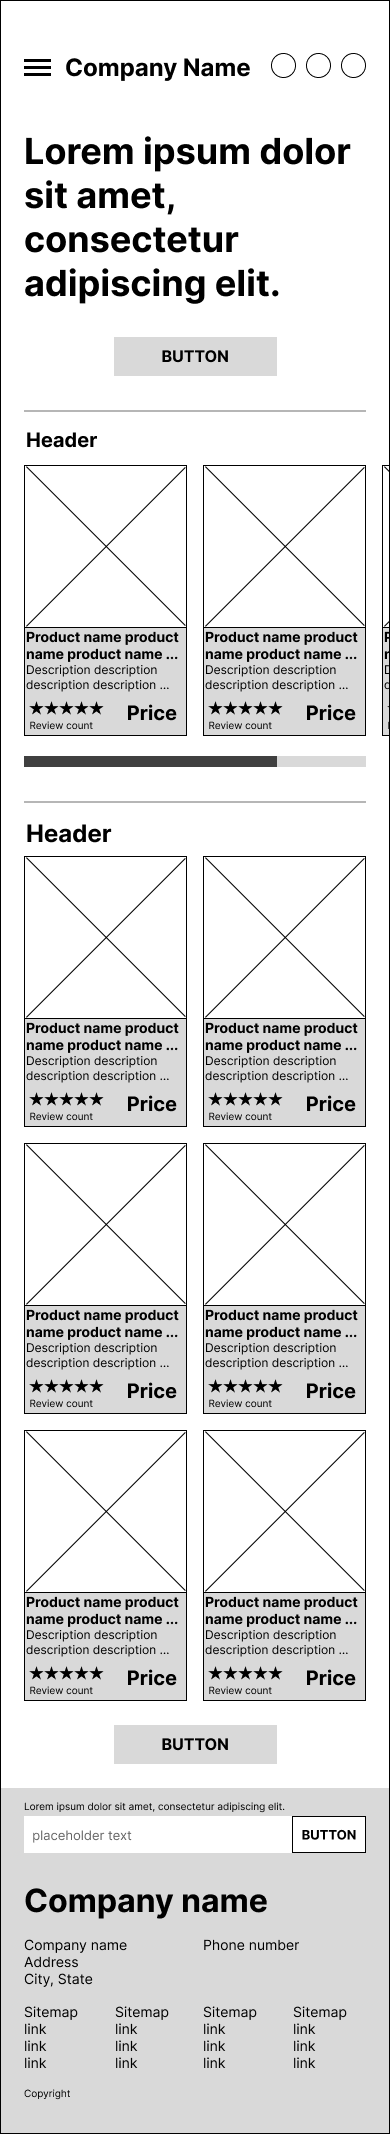 Company Name
Lorem ipsum dolor
sit amet,
consectetur
adipiscing elit.
BUTTON
Header
Product name product
name product name ...
Description description
description description ...
★★★★★
Review count
Price
Product name product
name product name ...
Description description
description description ...
★★★★★
Review count
Price
Header
Product name product
name product name ...
Description description
description description ...
★★★★★
Review count
Price
Product name product
name product name ...
Description description
description description ...
★★★★★
Review count
Price
Product name product
name product name ...
Description description
description description ...
★★★★★
Review count
Price
Product name product
name product name ...
Description description
description description ...
★★★★★
Review count
Price
Product name product
name product name ...
Description description
description description ...
★★★★★
Review count
Price
Product name product
name product name ...
Description description
description description ...
★★★★★
Review count
Price
BUTTON
Lorem ipsum dolor sit amet, consectetur adipiscing elit.
placeholder text
BUTTON
Company name
Company name
Address
City, State
Phone number
Sitemap
link
link
link
Sitemap
link
link
link
Sitemap
link
link
link
Sitemap
link
link
link
Copyright